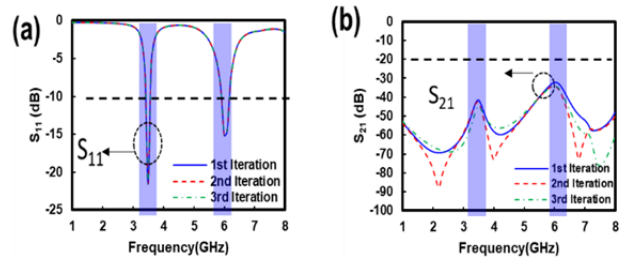 (a)
0
-5
-10
-15
-20
-25
S11 (dB)
S11
1st Iteration
2nd Iteration
3rd Iteration
1 2 3 4 5 6 7 8
Frequency(GHz)
(b)
0
-10
-20
-30
-40
-50
-60
-70
-80
-90
-100
S21 (dB)
S21
1st Iteration
2nd Iteration
3rd Iteration
1 2 3 4 5 6 7 8
Frequency(GHz)